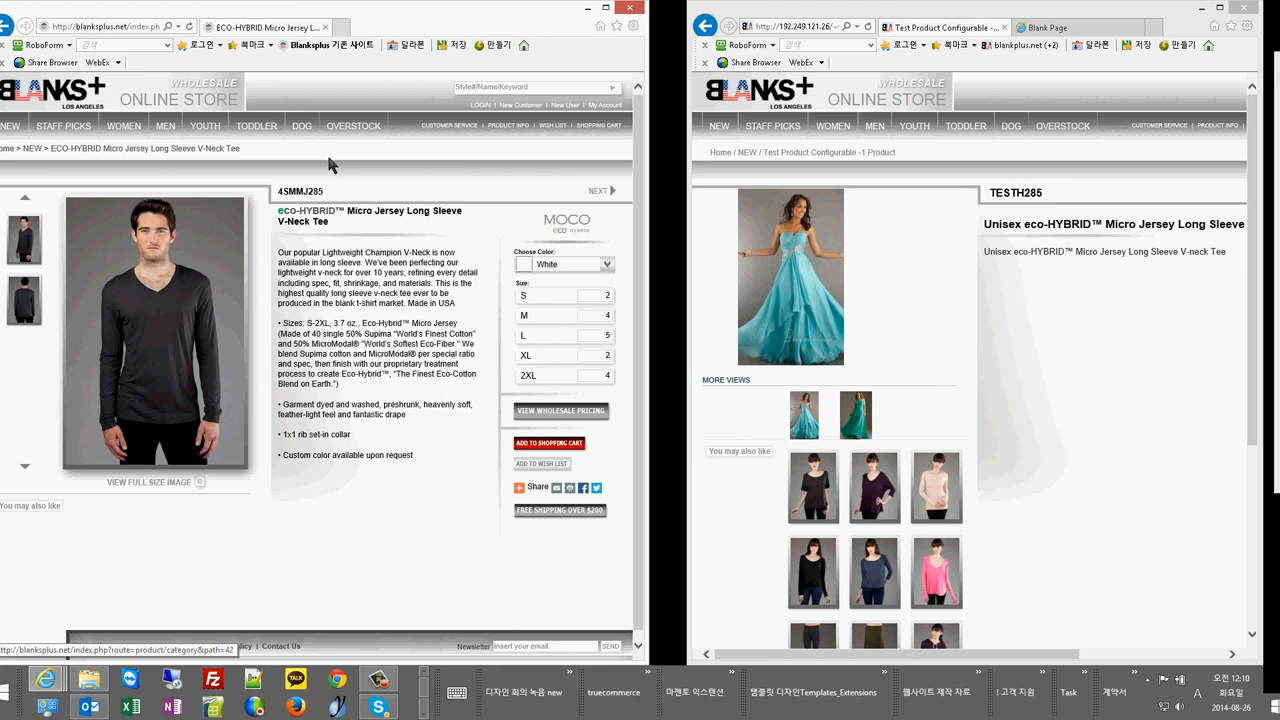 http://blanksplus.net/index.ph
ECO-HYBRID Micro Jersey L...
RoboForm 검색 로그인 북마크 Blanksplus 기존 사이트 알라폰 저장 만들기
Share Browser WebEx
BLANKS+ LOS ANGELES
WHOLESALE
ONLINE STORE
Style#/Name/Keyword
LOGIN | New Customer | New User | My Account
NEW STAFF PICKS WOMEN MEN YOUTH TODDLER DOG OVERSTOCK
CUSTOMER SERVICE | PRODUCT INFO | WISH LIST | SHOPPING CART
ome > NEW > ECO-HYBRID Micro Jersey Long Sleeve V-Neck Tee
4SMMJ285
NEXT
eco-HYBRID™ Micro Jersey Long Sleeve
V-Neck Tee
Our popular Lightweight Champion V-Neck is now
available in long sleeve. We've been perfecting our
lightweight v-neck for over 10 years, refining every detail
including spec, fit, shrinkage, and materials. This is the
highest quality long sleeve v-neck tee ever to be
produced in the blank t-shirt market. Made in USA
• Sizes: S-2XL, 3.7 oz., Eco-Hybrid™ Micro Jersey
(Made of 40 single 50% Supima "World's Finest Cotton"
and 50% MicroModal® "World's Softest Eco-Fiber." We
blend Supima cotton and MicroModal® per special ratio
and spec, then finish with our proprietary treatment
process to create Eco-Hybrid™, "The Finest Eco-Cotton
Blend on Earth.")
• Garment dyed and washed, preshrunk, heavenly soft,
feather-light feel and fantastic drape
• 1x1 rib set-in collar
• Custom color available upon request
MOCO
eco HYBRID
Choose Color:
White
Size:
S 2
M 4
L 5
XL 2
2XL 4
VIEW WHOLESALE PRICING
ADD TO SHOPPING CART
ADD TO WISH LIST
Share
FREE SHIPPING OVER $200
VIEW FULL SIZE IMAGE
You may also like
olicy | Contact Us
Newsletter Insert your email. SEND
http://blanksplus.net/index.php?route=product/category&path=42
http://192.249.121.26/
Test Product Configurable -...
Blank Page
RoboForm 검색 로그인 북마크 blankplus.net (+2) 알라폰 저장 만들기
Share Browser WebEx
BLANKS+ LOS ANGELES
WHOLESALE
ONLINE STORE
NEW STAFF PICKS WOMEN MEN YOUTH TODDLER DOG OVERSTOCK
CUSTOMER SERVICE | PRODUCT INFO |
Home / NEW / Test Product Configurable -1 Product
TESTH285
Unisex eco-HYBRID™ Micro Jersey Long Sleeve
Unisex eco-HYBRID™ Micro Jersey Long Sleeve V-Neck Tee
MORE VIEWS
You may also like
디자인 회의 녹음 new truecommerce 마젠토 익스텐션 템플릿 디자인Templates_Extensions 웹사이트 제작 자료 ! 고객 지원 Task 계약서
오전 12:10
화요일
2014-08-26